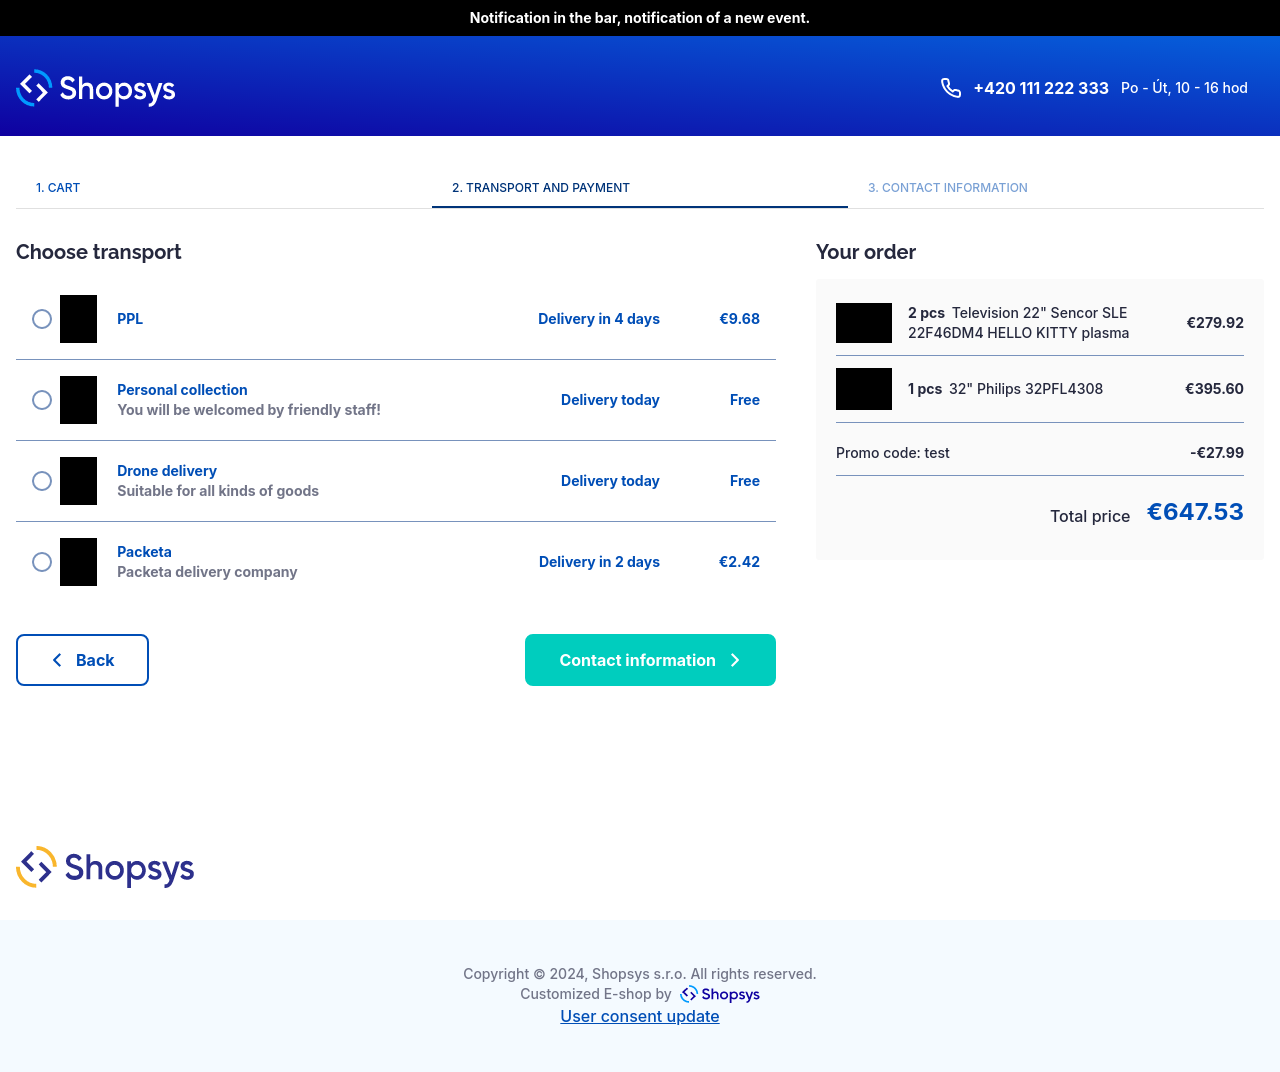 Notification in the bar, notification of a new event.
Shopsys
+420 111 222 333 Po - Út, 10 - 16 hod
1. CART
2. TRANSPORT AND PAYMENT
3. CONTACT INFORMATION
Choose transport
PPL
Delivery in 4 days
€9.68
Personal collection
You will be welcomed by friendly staff!
Delivery today
Free
Drone delivery
Suitable for all kinds of goods
Delivery today
Free
Packeta
Packeta delivery company
Delivery in 2 days
€2.42
Back
Contact information
Your order
2 pcs Television 22" Sencor SLE
22F46DM4 HELLO KITTY plasma
€279.92
1 pcs 32" Philips 32PFL4308
€395.60
Promo code: test
-€27.99
Total price €647.53
Shopsys
Copyright © 2024, Shopsys s.r.o. All rights reserved.
Customized E-shop by Shopsys
User consent update